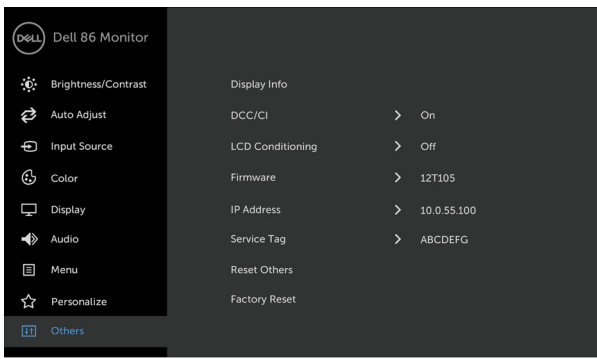 DELL Dell 86 Monitor
Brightness/Contrast
Auto Adjust
Input Source
Color
Display
Audio
Menu
Personalize
Others
Display Info
DCC/CI > On
LCD Conditioning > Off
Firmware > 12T105
IP Address > 10.0.55.100
Service Tag > ABCDEFG
Reset Others
Factory Reset